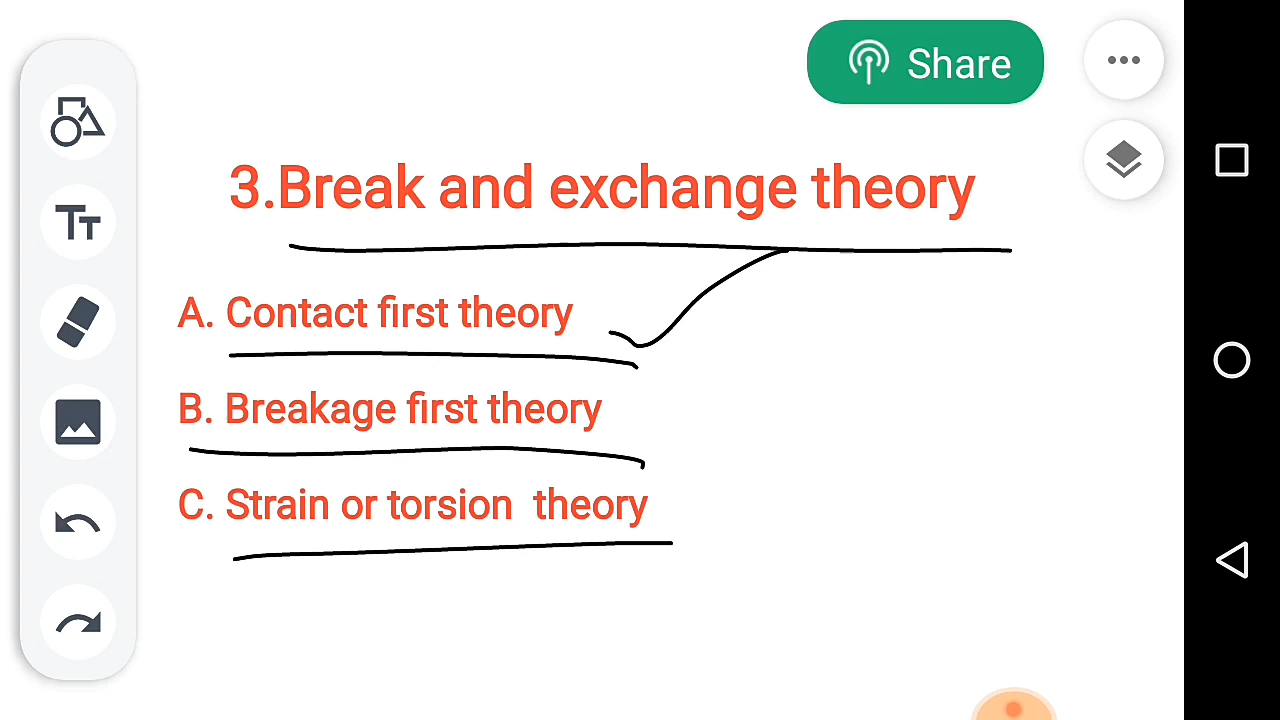 Share
3.Break and exchange theory
A. Contact first theory
B. Breakage first theory
C. Strain or torsion theory